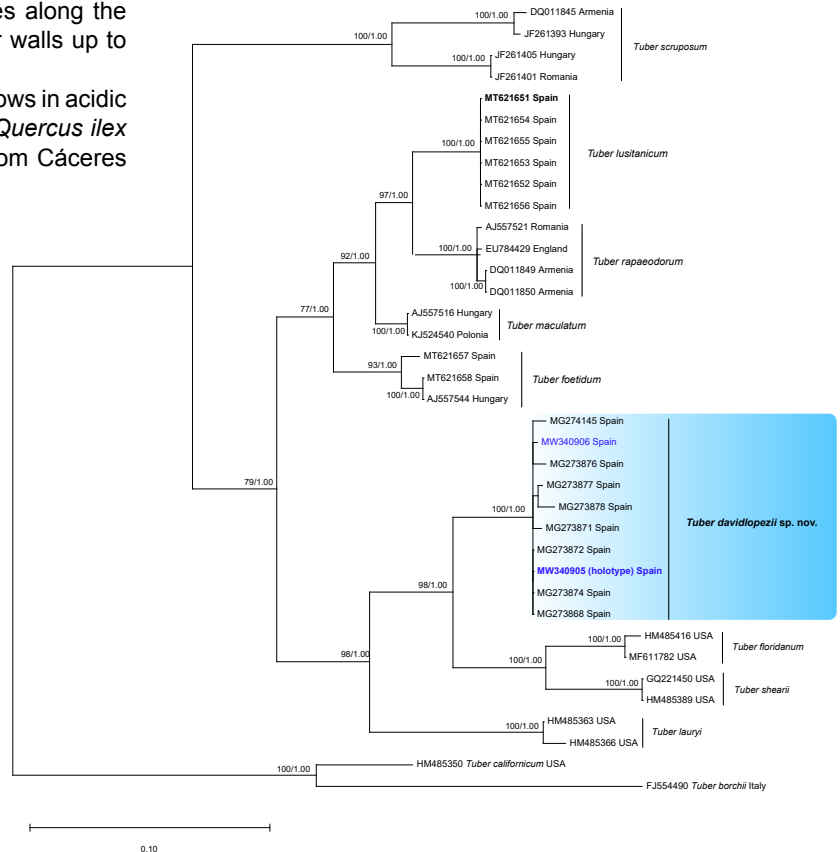 es along the
r walls up to
ows in acidic
Quercus ilex
om Cáceres
100/1.00
DQ011845 Armenia
JF261393 Hungary
Tuber scruposum
100/1.00
100/1.00
JF261405 Hungary
JF261401 Romania
MT621651 Spain
MT621654 Spain
MT621655 Spain
100/1.00
Tuber lusitanicum
MT621653 Spain
MT621652 Spain
MT621656 Spain
97/1.00
AJ557521 Romania
100/1.00
EU784429 England
Tuber rapaeodorum
DQ011849 Armenia
100/1.00
DQ011850 Armenia
92/1.00
AJ557516 Hungary
100/1.00
KJ524540 Polonia
Tuber maculatum
77/1.00
MT621657 Spain
93/1.00
MT621658 Spain
Tuber foetidum
100/1.00
AJ557544 Hungary
MG274145 Spain
MW340906 Spain
MG273876 Spain
79/1.00
MG273877 Spain
MG273878 Spain
100/1.00
MG273871 Spain
Tuber davidlopezii sp. nov.
MG273872 Spain
MW340905 (holotype) Spain
98/1.00
MG273874 Spain
MG273868 Spain
100/1.00
HM485416 USA
MF611782 USA
Tuber floridanum
98/1.00
100/1.00
100/1.00
GQ221450 USA
HM485389 USA
Tuber shearii
100/1.00
HM485363 USA
HM485366 USA
Tuber lauryi
100/1.00
HM485350 Tuber californicum USA
FJ554490 Tuber borchii Italy
0.10